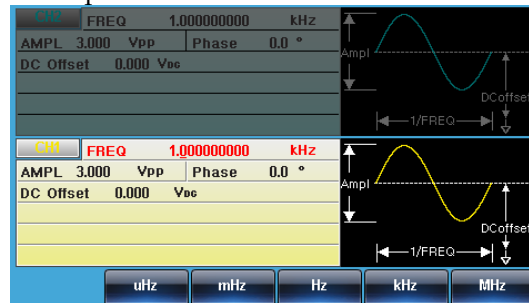 CH2 FREQ 1.000000000 kHz
AMPL 3.000 Vpp Phase 0.0 °
DC Offset 0.000 VDC
Ampl
DCoffset
1/FREQ
CH1 FREQ 1.000000000 kHz
AMPL 3.000 Vpp Phase 0.0 °
DC Offset 0.000 VDC
Ampl
DCoffset
1/FREQ
uHz mHz Hz kHz MHz